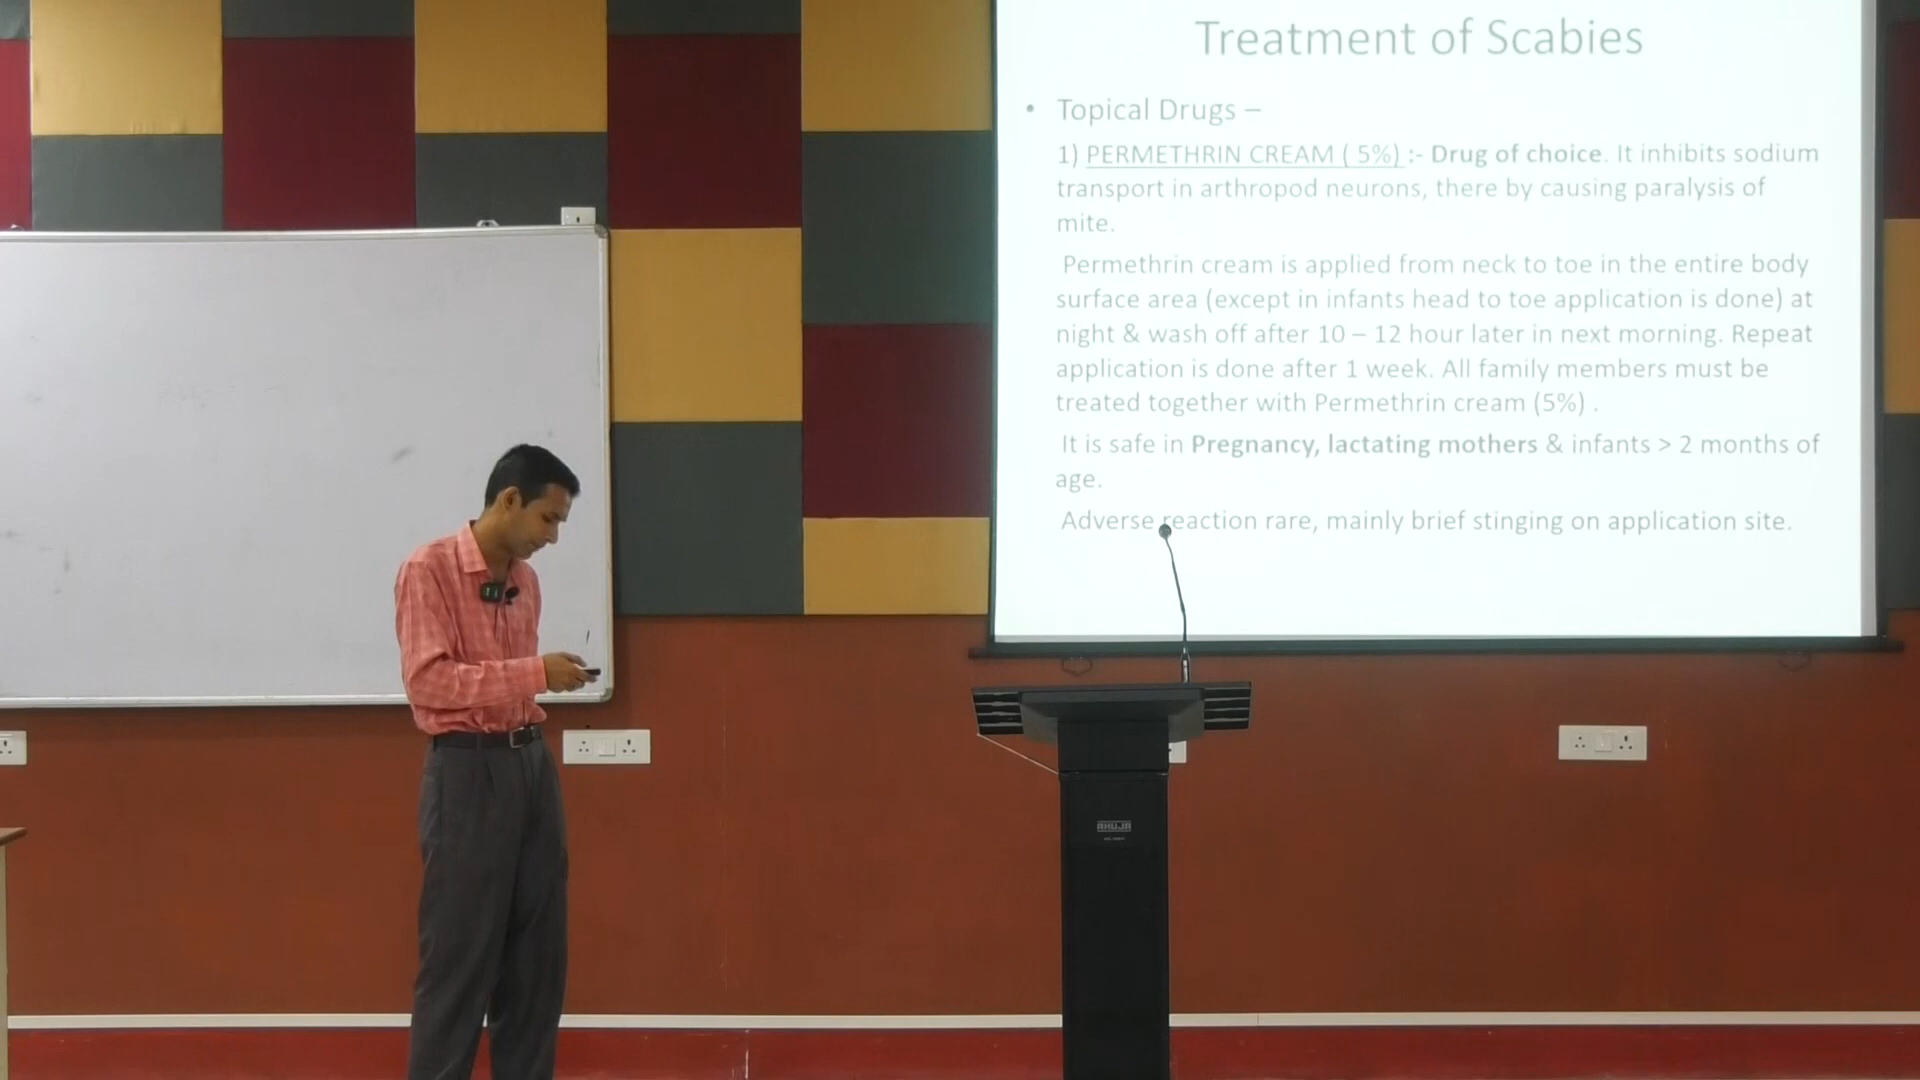 Treatment of Scabies
• Topical Drugs –
1) PERMETHRIN CREAM ( 5%) :- Drug of choice. It inhibits sodium
transport in arthropod neurons, there by causing paralysis of
mite.
Permethrin cream is applied from neck to toe in the entire body
surface area (except in infants head to toe application is done) at
night & wash off after 10 – 12 hour later in next morning. Repeat
application is done after 1 week. All family members must be
treated together with Permethrin cream (5%) .
It is safe in Pregnancy, lactating mothers & infants > 2 months of
age.
Adverse reaction rare, mainly brief stinging on application site.
AHUJA